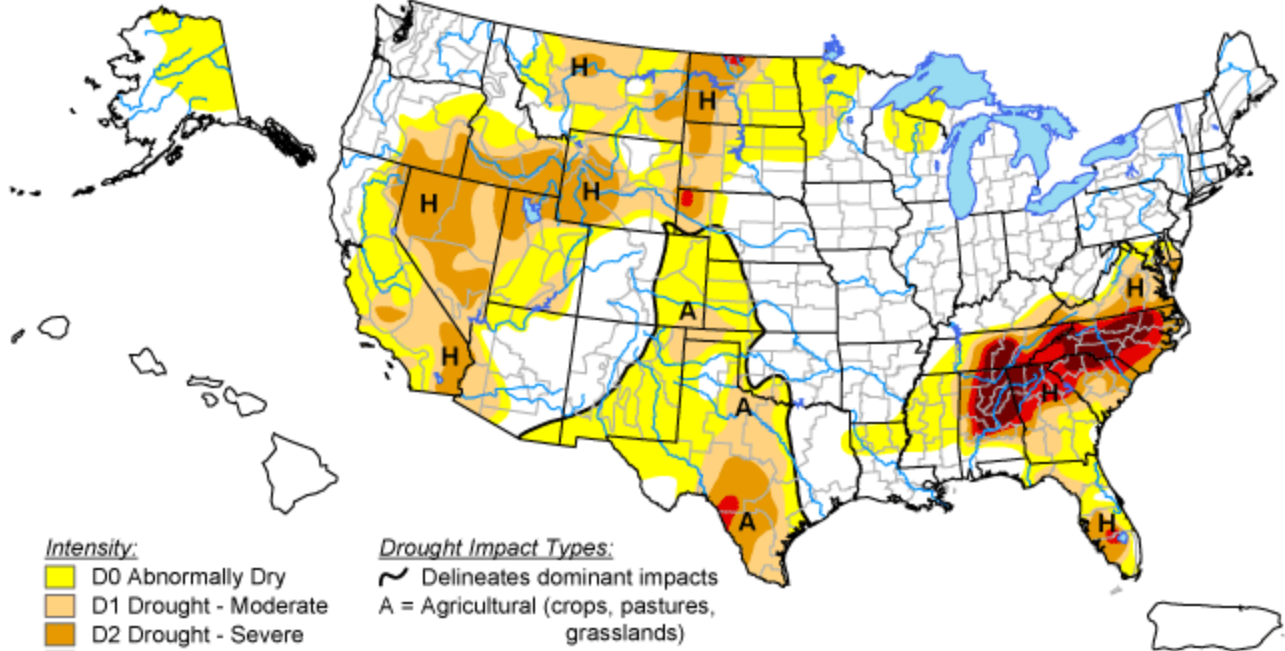 H
H
H
H
A
H
H
H
A
A
H
Intensity:
D0 Abnormally Dry
D1 Drought - Moderate
D2 Drought - Severe
Drought Impact Types:
Delineates dominant impacts
A = Agricultural (crops, pastures,
grasslands)